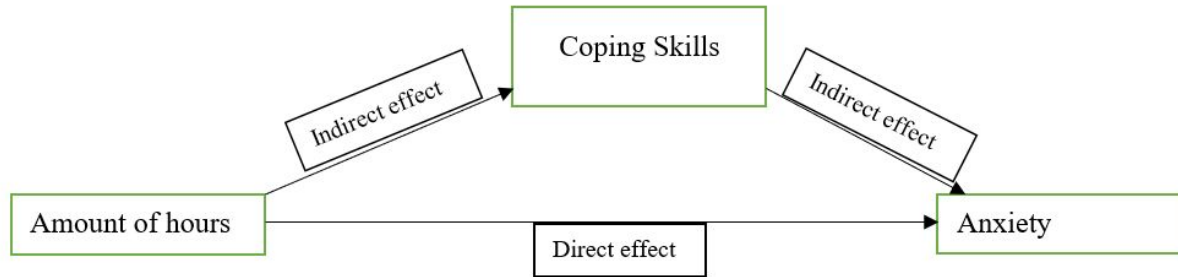 Coping Skills
Indirect effect
Indirect effect
Amount of hours
Anxiety
Direct effect